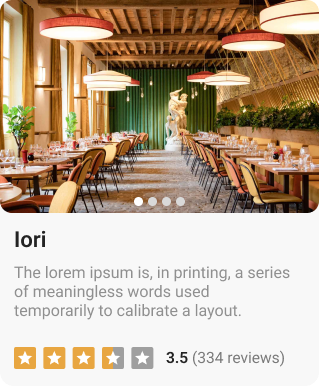 Iori
The lorem ipsum is, in printing, a series
of meaningless words used
temporarily to calibrate a layout.
3.5 (334 reviews)